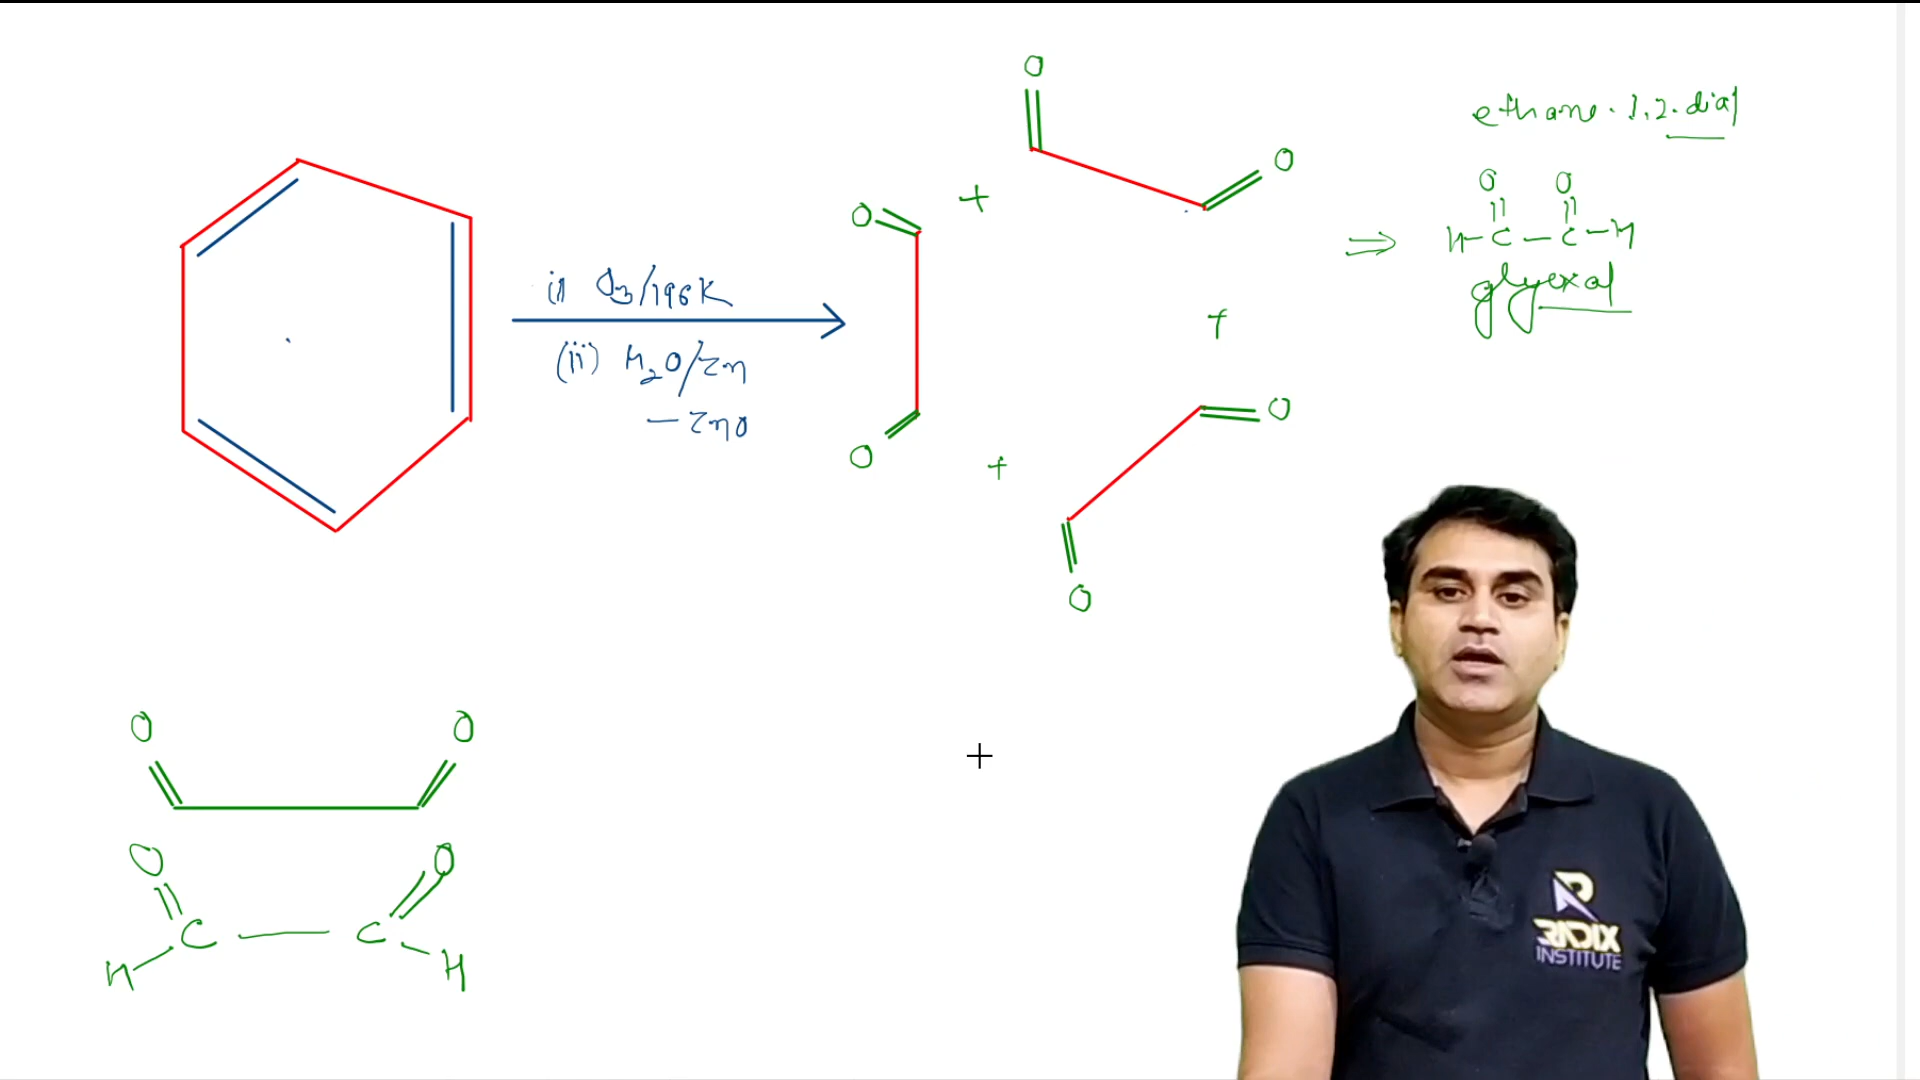 i) O3/196K
(ii) H2O/Zn
– ZnO
O
O
+
O
O
+
+
O
O
⇒
ethane.1,2.dial
O O
H–C–C–H
glyoxal
O O
O O
C — C
H H
+
RADIX
INSTITUTE